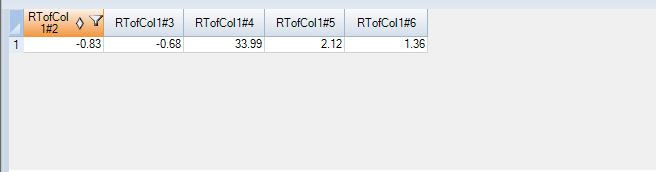 RTofCol 1#2 RTofCol1#3 RTofCol1#4 RTofCol1#5 RTofCol1#6
1 -0.83 -0.68 33.99 2.12 1.36